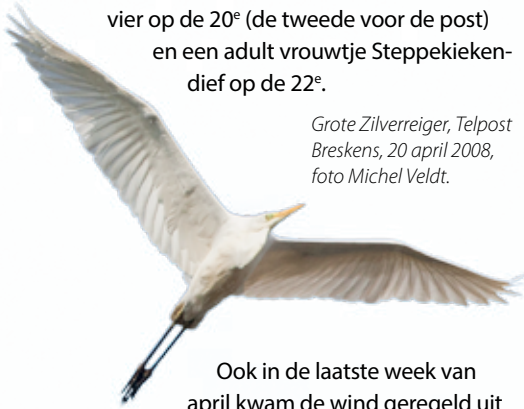 vier op de 20e (de tweede voor de post)
en een adult vrouwtje Steppekieken-
dief op de 22e.
Grote Zilverreiger, Telpost
Breskens, 20 april 2008,
foto Michel Veldt.
Ook in de laatste week van
april kwam de wind geregeld uit